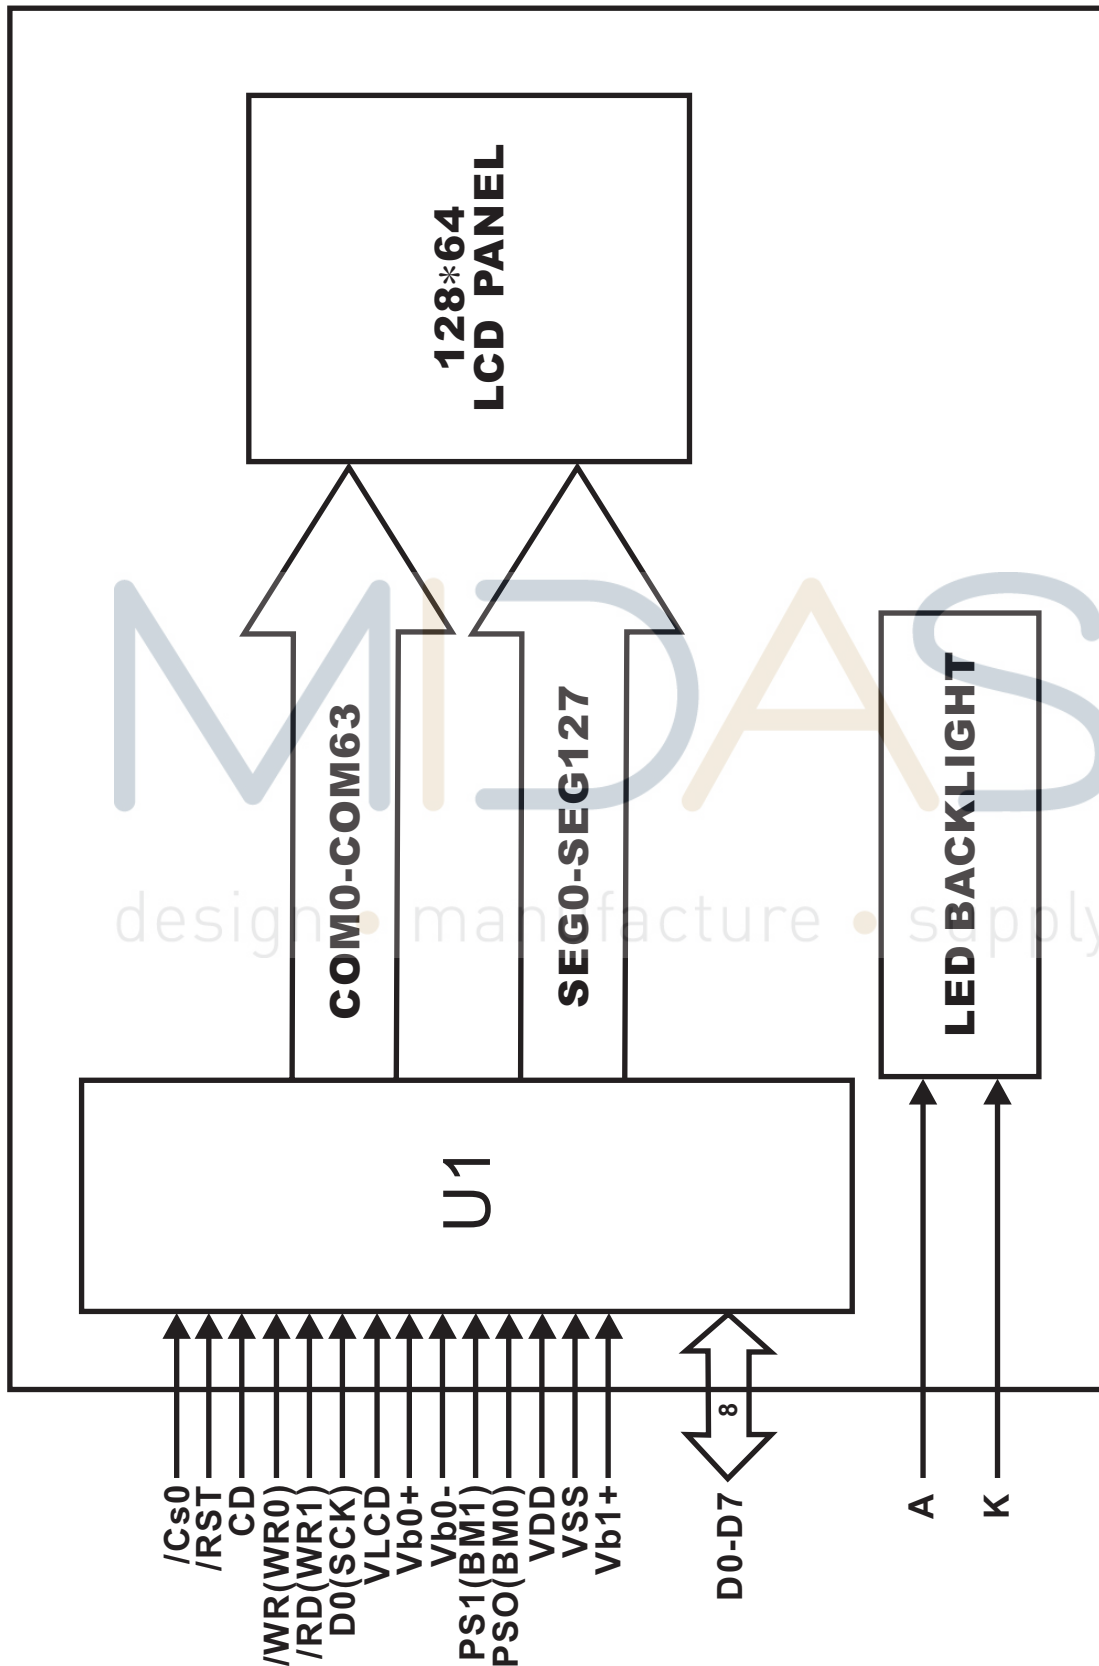 128*64
LCD PANEL
COM0-COM63
SEG0-SEG127
LED BACKLIGHT
U1
/Cs0
/RST
CD
/WR(WR0)
/RD(WR1)
D0(SCK)
VLCD
Vb0+
Vb0-
PS1(BM1)
PSO(BM0)
VDD
VSS
Vb1+
8
D0-D7
A
K
MIDAS
design • manufacture • supply